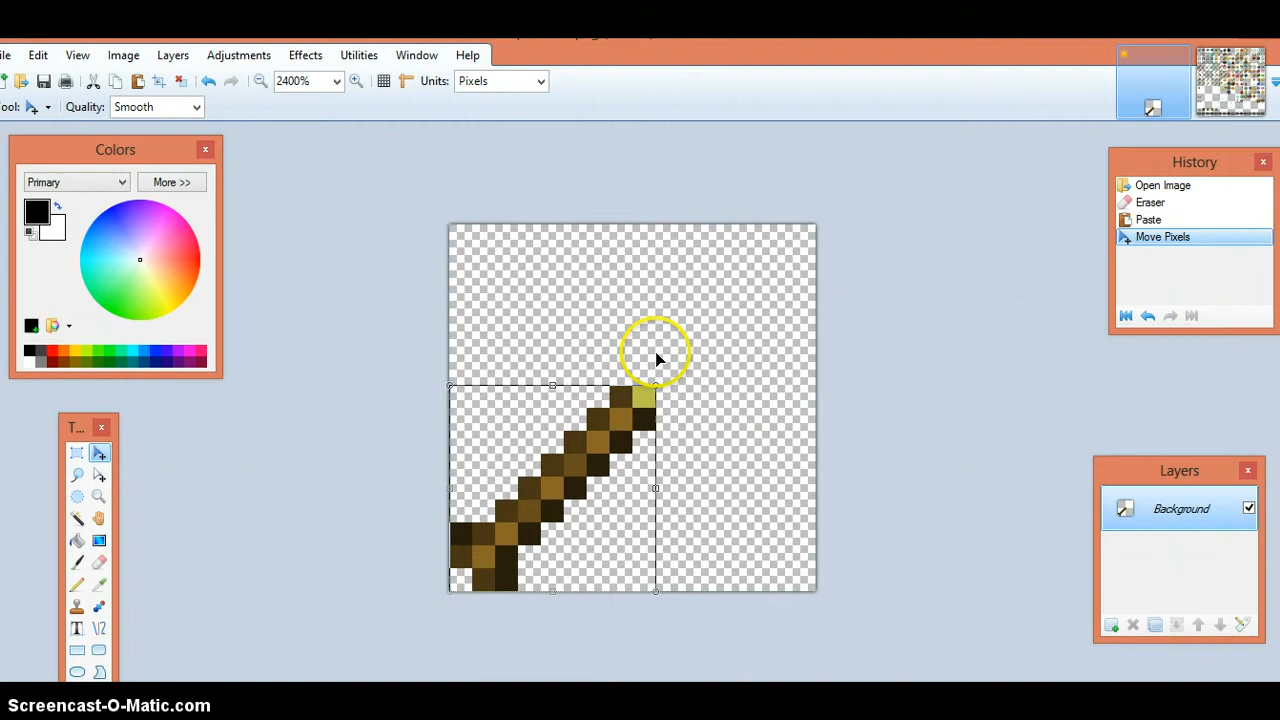 ile Edit View Image Layers Adjustments Effects Utilities Window Help
2400% Units: Pixels
ool: Quality: Smooth
Colors
Primary More >>
History
Open Image
Eraser
Paste
Move Pixels
T...
Layers
Background
Screencast-O-Matic.com